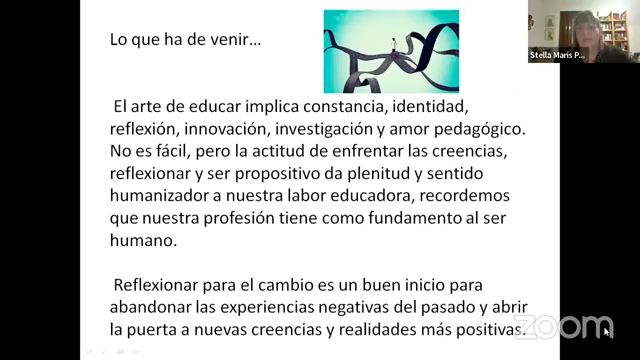 Lo que ha de venir...
Stella Maris P...
El arte de educar implica constancia, identidad,
reflexión, innovación, investigación y amor pedagógico.
No es fácil, pero la actitud de enfrentar las creencias,
reflexionar y ser propositivo da plenitud y sentido
humanizador a nuestra labor educadora, recordemos
que nuestra profesión tiene como fundamento al ser
humano.
Reflexionar para el cambio es un buen inicio para
abandonar las experiencias negativas del pasado y abrir
la puerta a nuevas creencias y realidades más positivas.
zoom